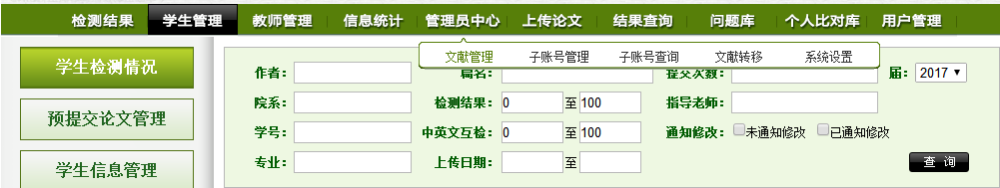 检测结果 学生管理 教师管理 信息统计 管理员中心 上传论文 结果查询 问题库 个人比对库 用户管理
文献管理 子账号管理 子账号查询 文献转移 系统设置
学生检测情况
预提交论文管理
学生信息管理
作者: 篇名: 提交次数: 届: 2017
院系: 检测结果: 0 至 100 指导老师:
学号: 中英文互检: 0 至 100 通知修改: 未通知修改 已通知修改
专业: 上传日期: 至 查 询